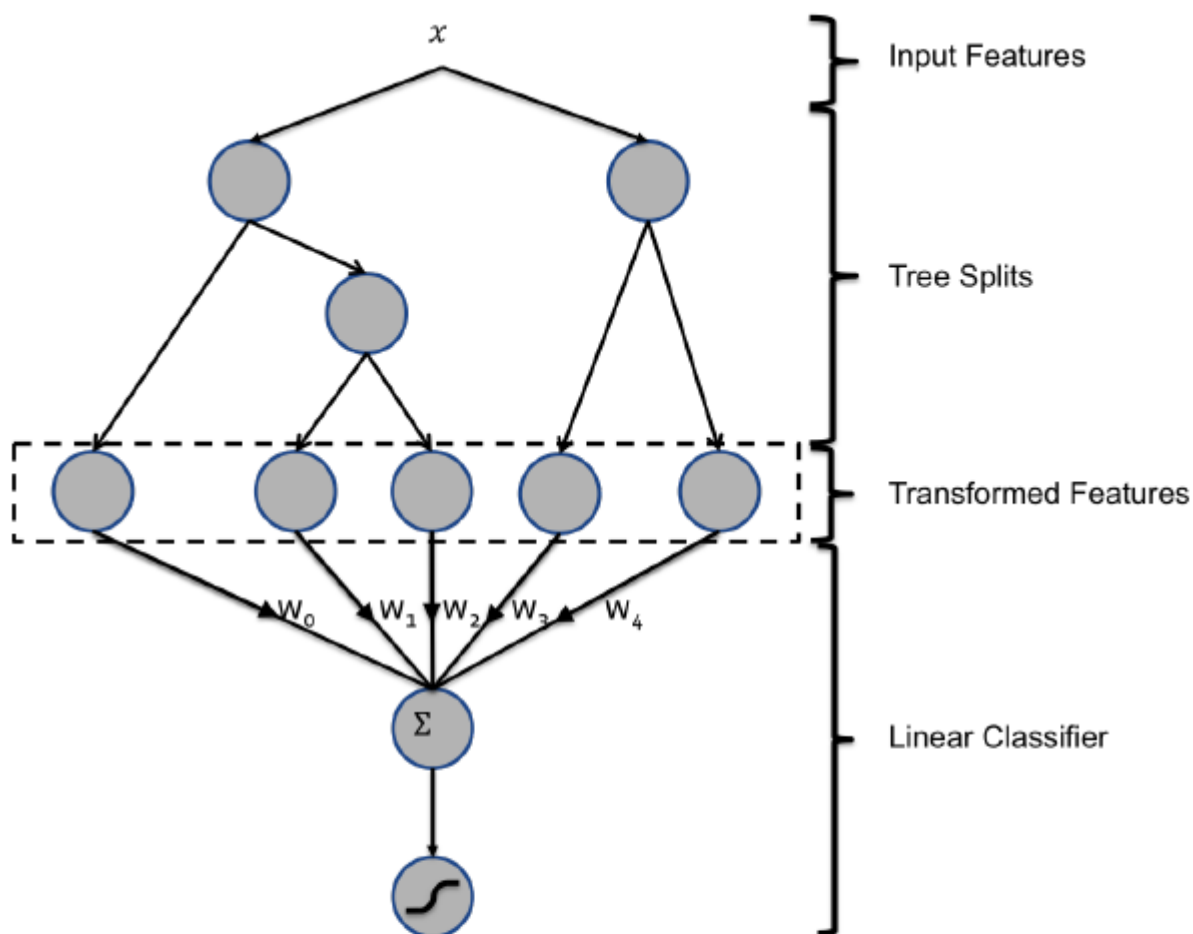 x
Input Features
Tree Splits
Transformed Features
W₀ W₁ W₂ W₃ W₄
Σ
Linear Classifier